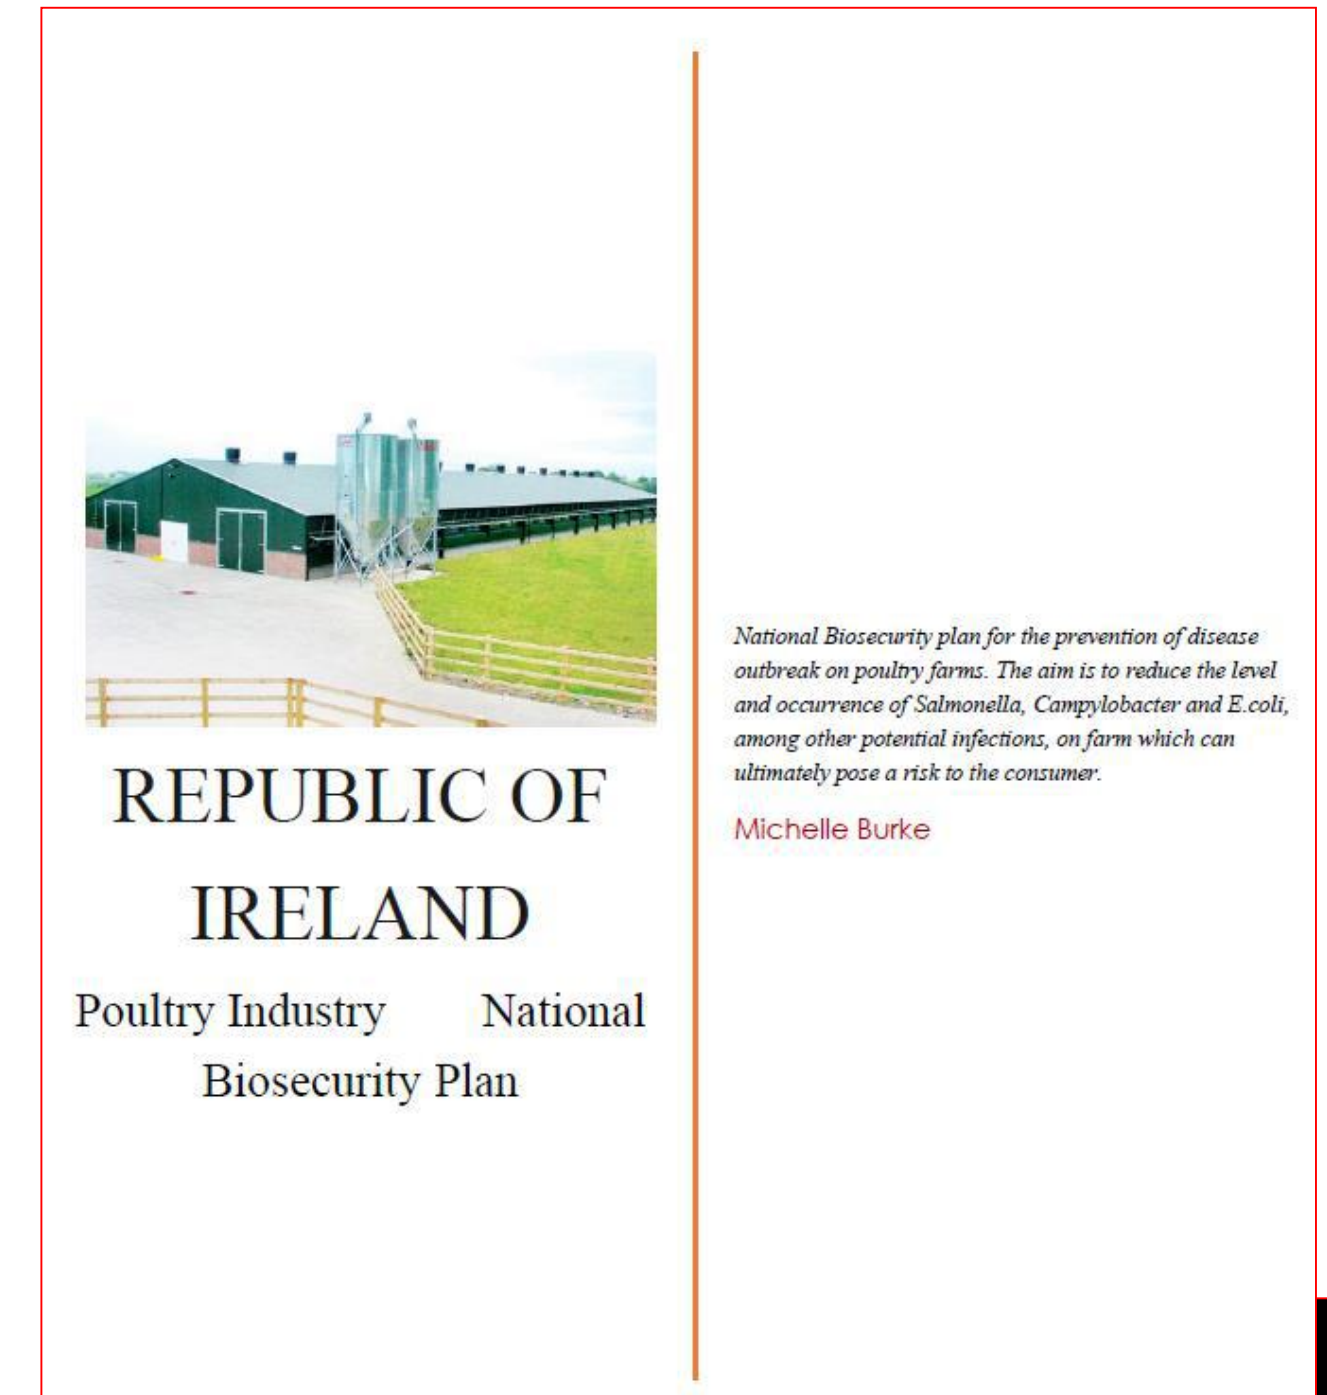 REPUBLIC OF
IRELAND
Poultry Industry National
Biosecurity Plan
National Biosecurity plan for the prevention of disease
outbreak on poultry farms. The aim is to reduce the level
and occurrence of Salmonella, Campylobacter and E.coli,
among other potential infections, on farm which can
ultimately pose a risk to the consumer.
Michelle Burke